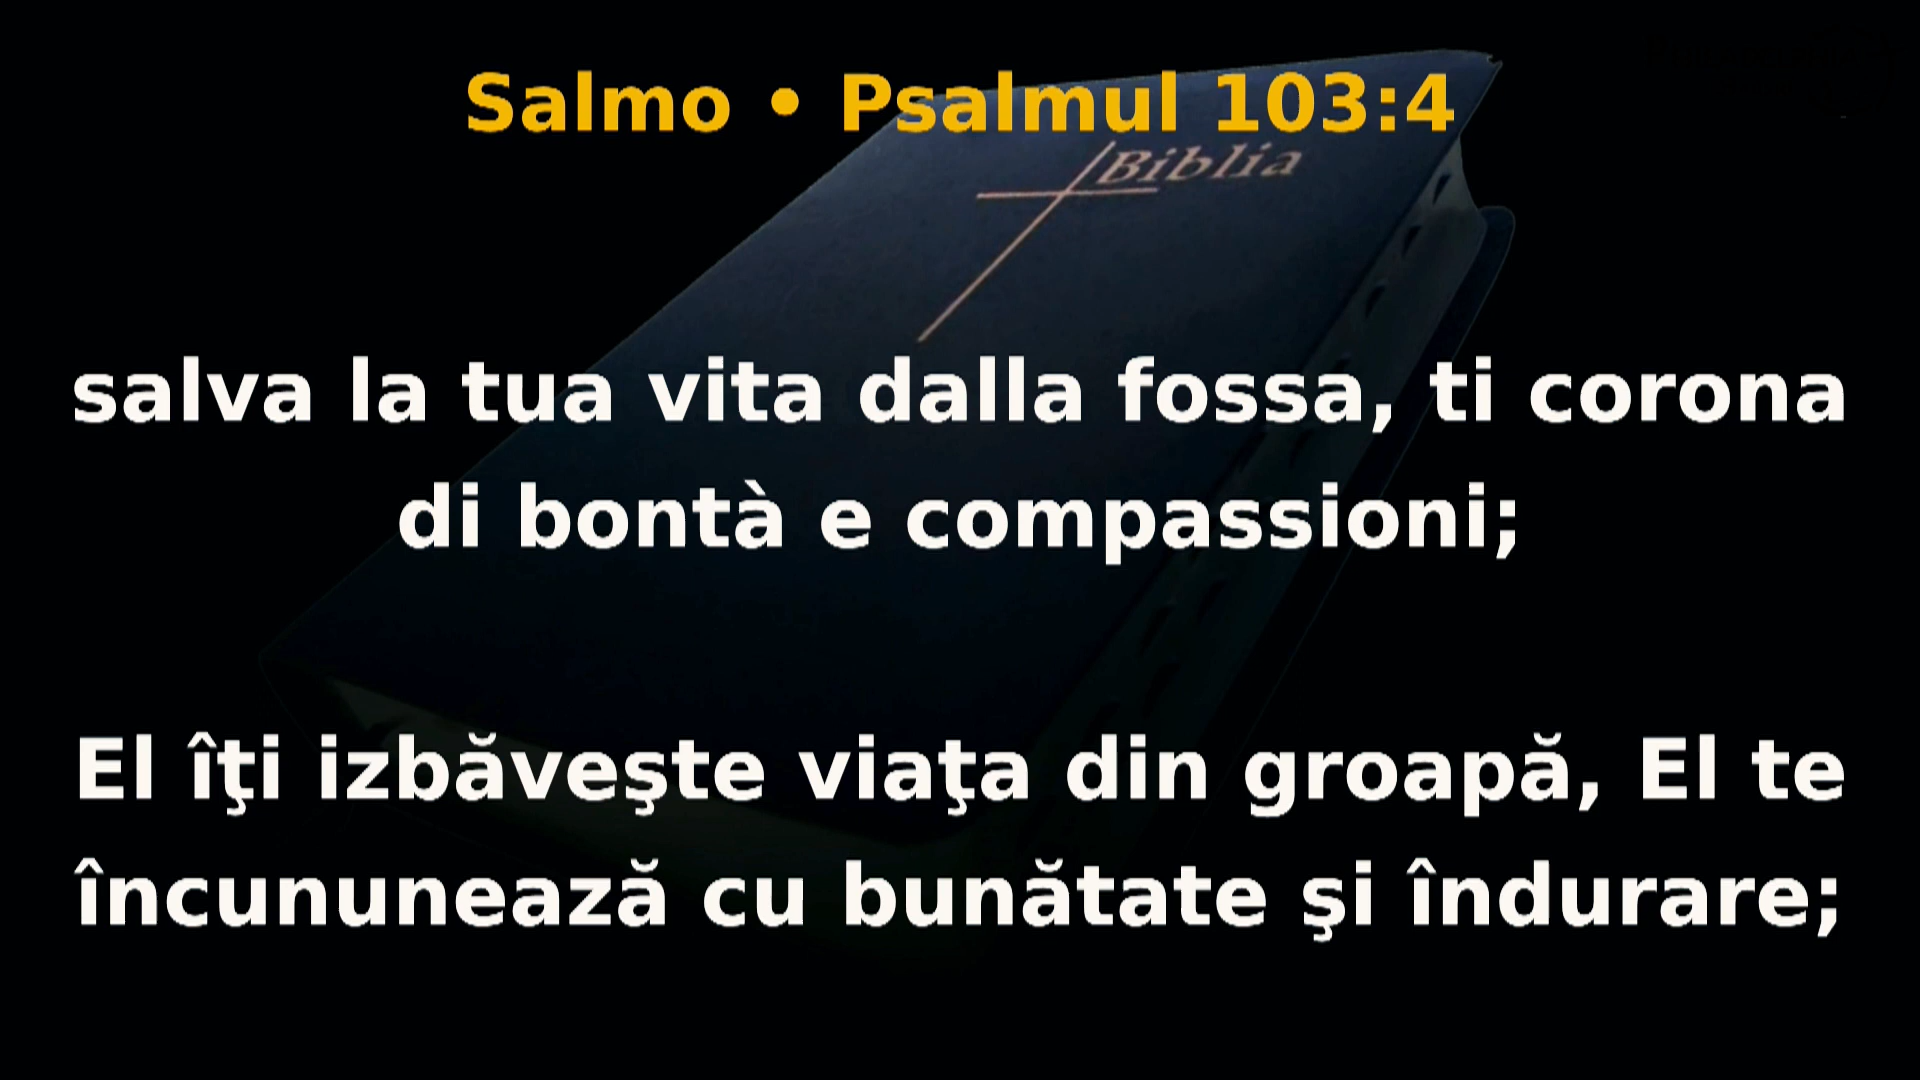 Salmo • Psalmul 103:4
Biblia
salva la tua vita dalla fossa, ti corona
di bontà e compassioni;
El îţi izbăveşte viaţa din groapă, El te
încununează cu bunătate şi îndurare;